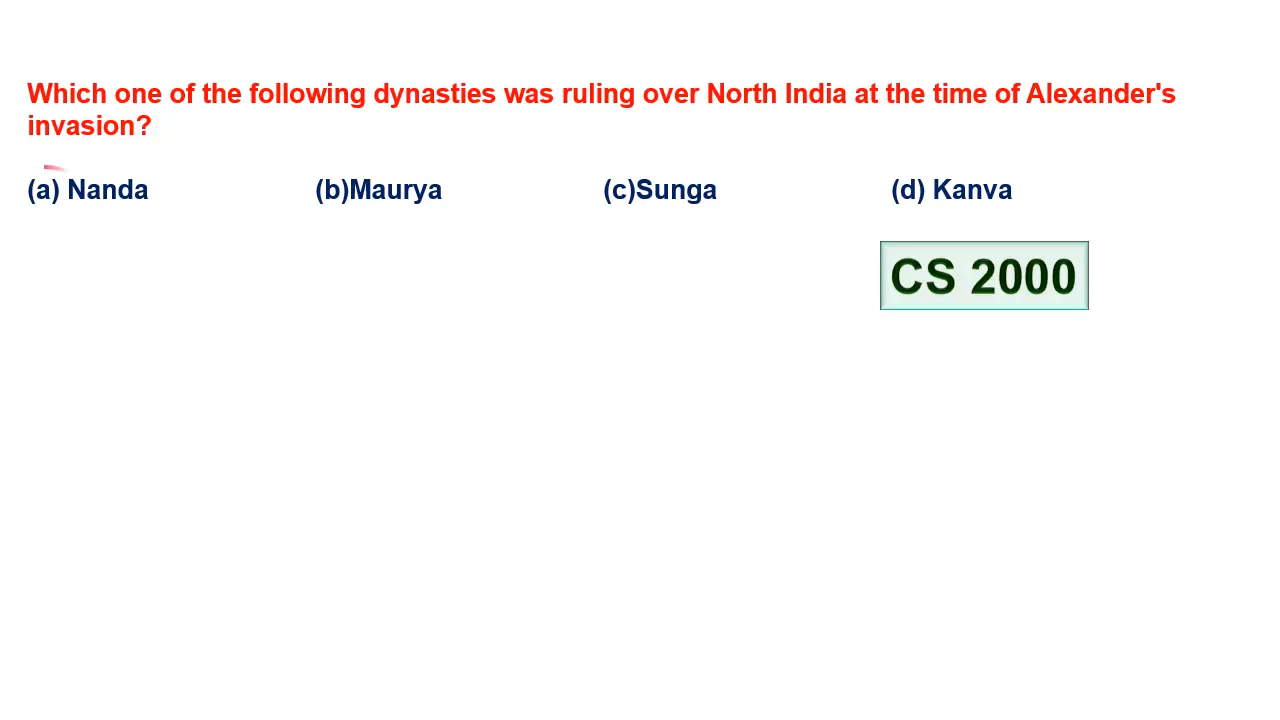 Which one of the following dynasties was ruling over North India at the time of Alexander's
invasion?
(a) Nanda (b)Maurya (c)Sunga (d) Kanva
CS 2000